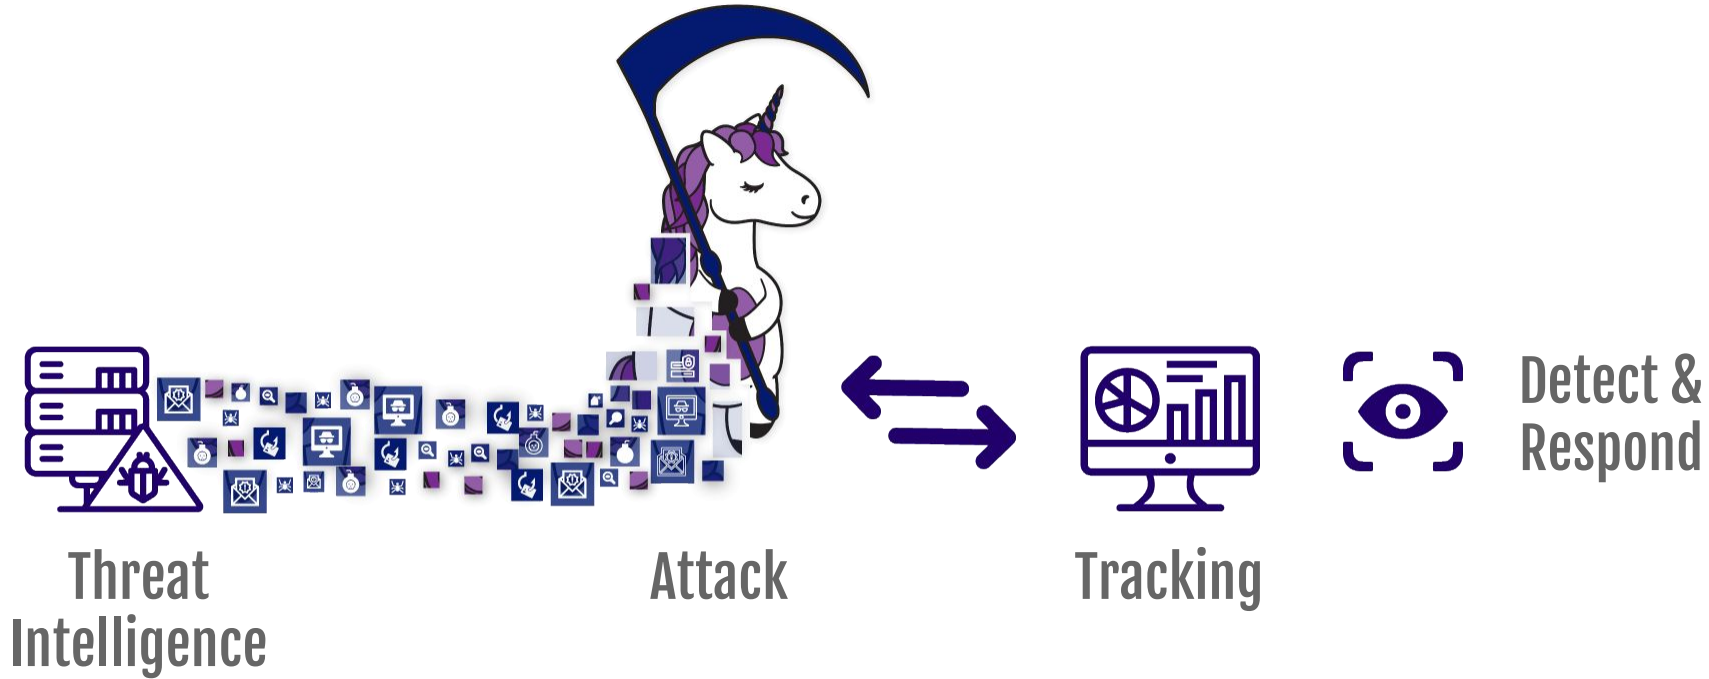 Threat
Intelligence
Attack
Tracking
Detect &
Respond